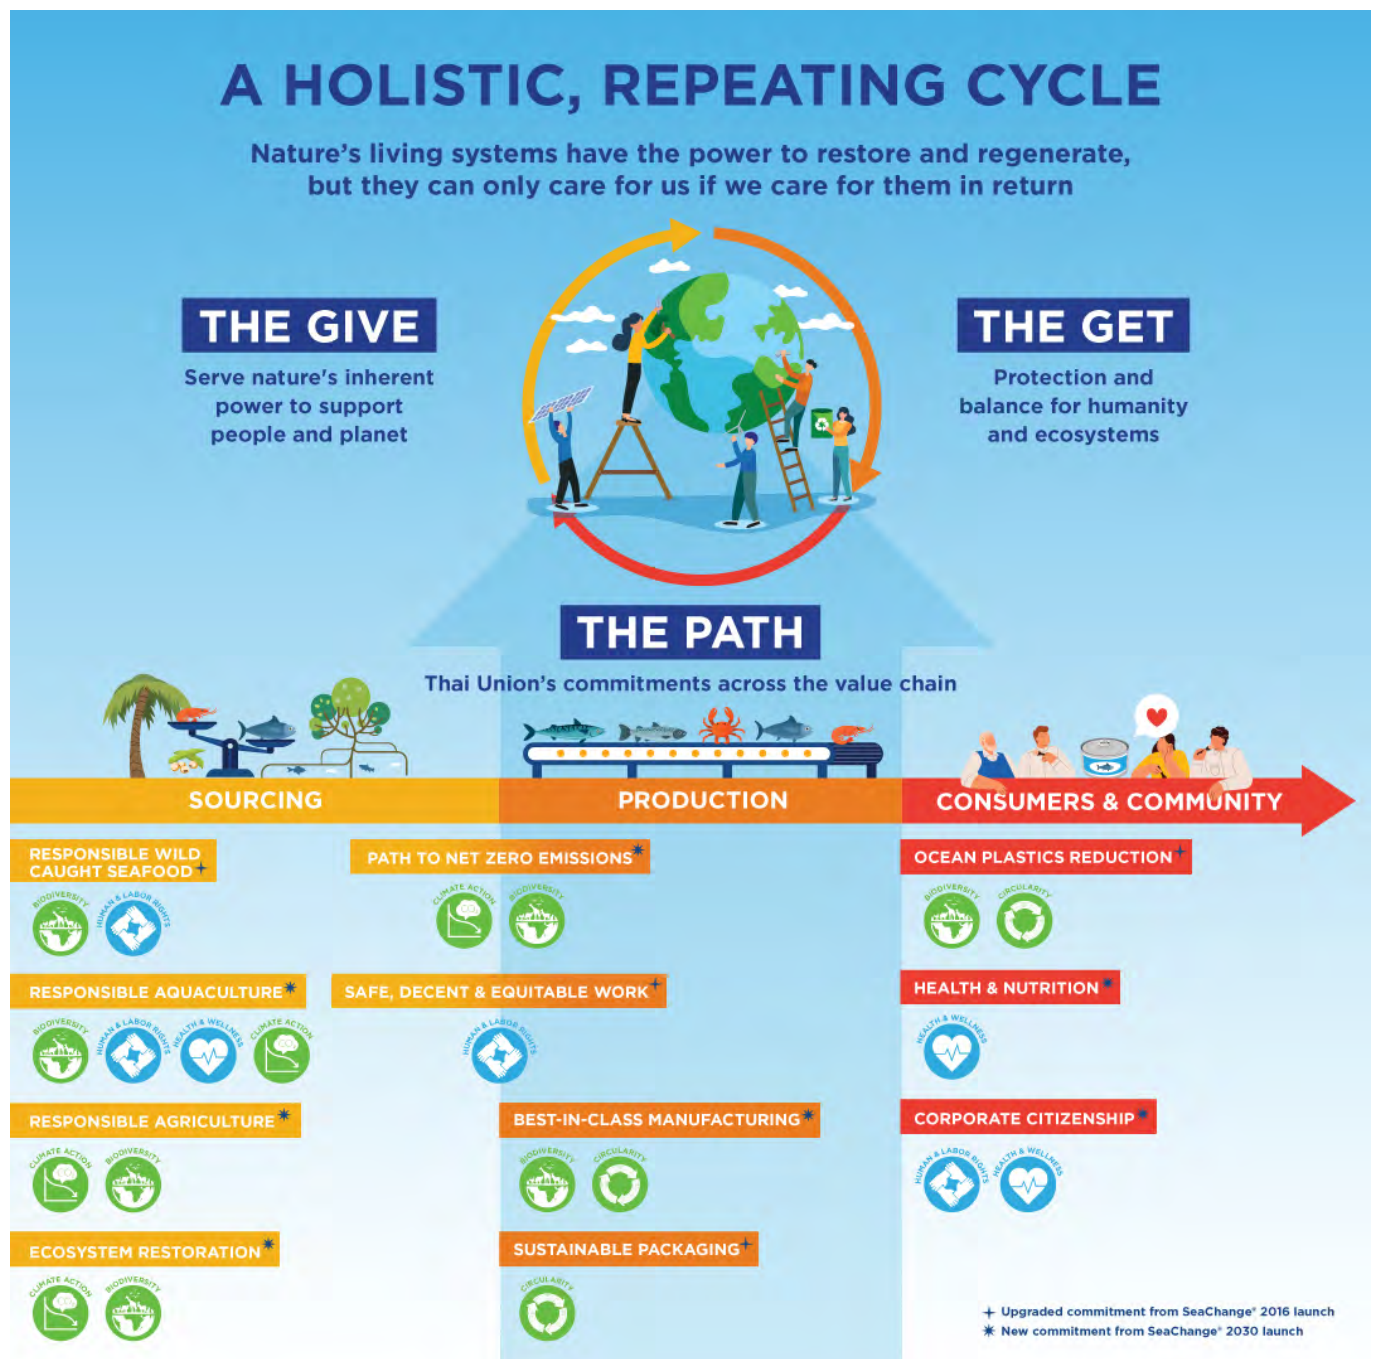 A HOLISTIC, REPEATING CYCLE
Nature's living systems have the power to restore and regenerate,
but they can only care for us if we care for them in return
THE GIVE
Serve nature's inherent
power to support
people and planet
THE GET
Protection and
balance for humanity
and ecosystems
THE PATH
Thai Union's commitments across the value chain
SOURCING
PRODUCTION
CONSUMERS & COMMUNITY
RESPONSIBLE WILD
CAUGHT SEAFOOD
BIODIVERSITY
HUMAN & LABOR RIGHTS
PATH TO NET ZERO EMISSIONS
CLIMATE ACTION
CO2
BIODIVERSITY
OCEAN PLASTICS REDUCTION
BIODIVERSITY
CIRCULARITY
RESPONSIBLE AQUACULTURE
BIODIVERSITY
HUMAN & LABOR RIGHTS
HEALTH & WELLNESS
CLIMATE ACTION
CO2
SAFE, DECENT & EQUITABLE WORK
HUMAN & LABOR RIGHTS
HEALTH & NUTRITION
HEALTH & WELLNESS
RESPONSIBLE AGRICULTURE
CLIMATE ACTION
CO2
BIODIVERSITY
BEST-IN-CLASS MANUFACTURING
BIODIVERSITY
CIRCULARITY
CORPORATE CITIZENSHIP
HUMAN & LABOR RIGHTS
HEALTH & WELLNESS
ECOSYSTEM RESTORATION
CLIMATE ACTION
CO2
BIODIVERSITY
SUSTAINABLE PACKAGING
CIRCULARITY
Upgraded commitment from SeaChange® 2016 launch
New commitment from SeaChange® 2030 launch